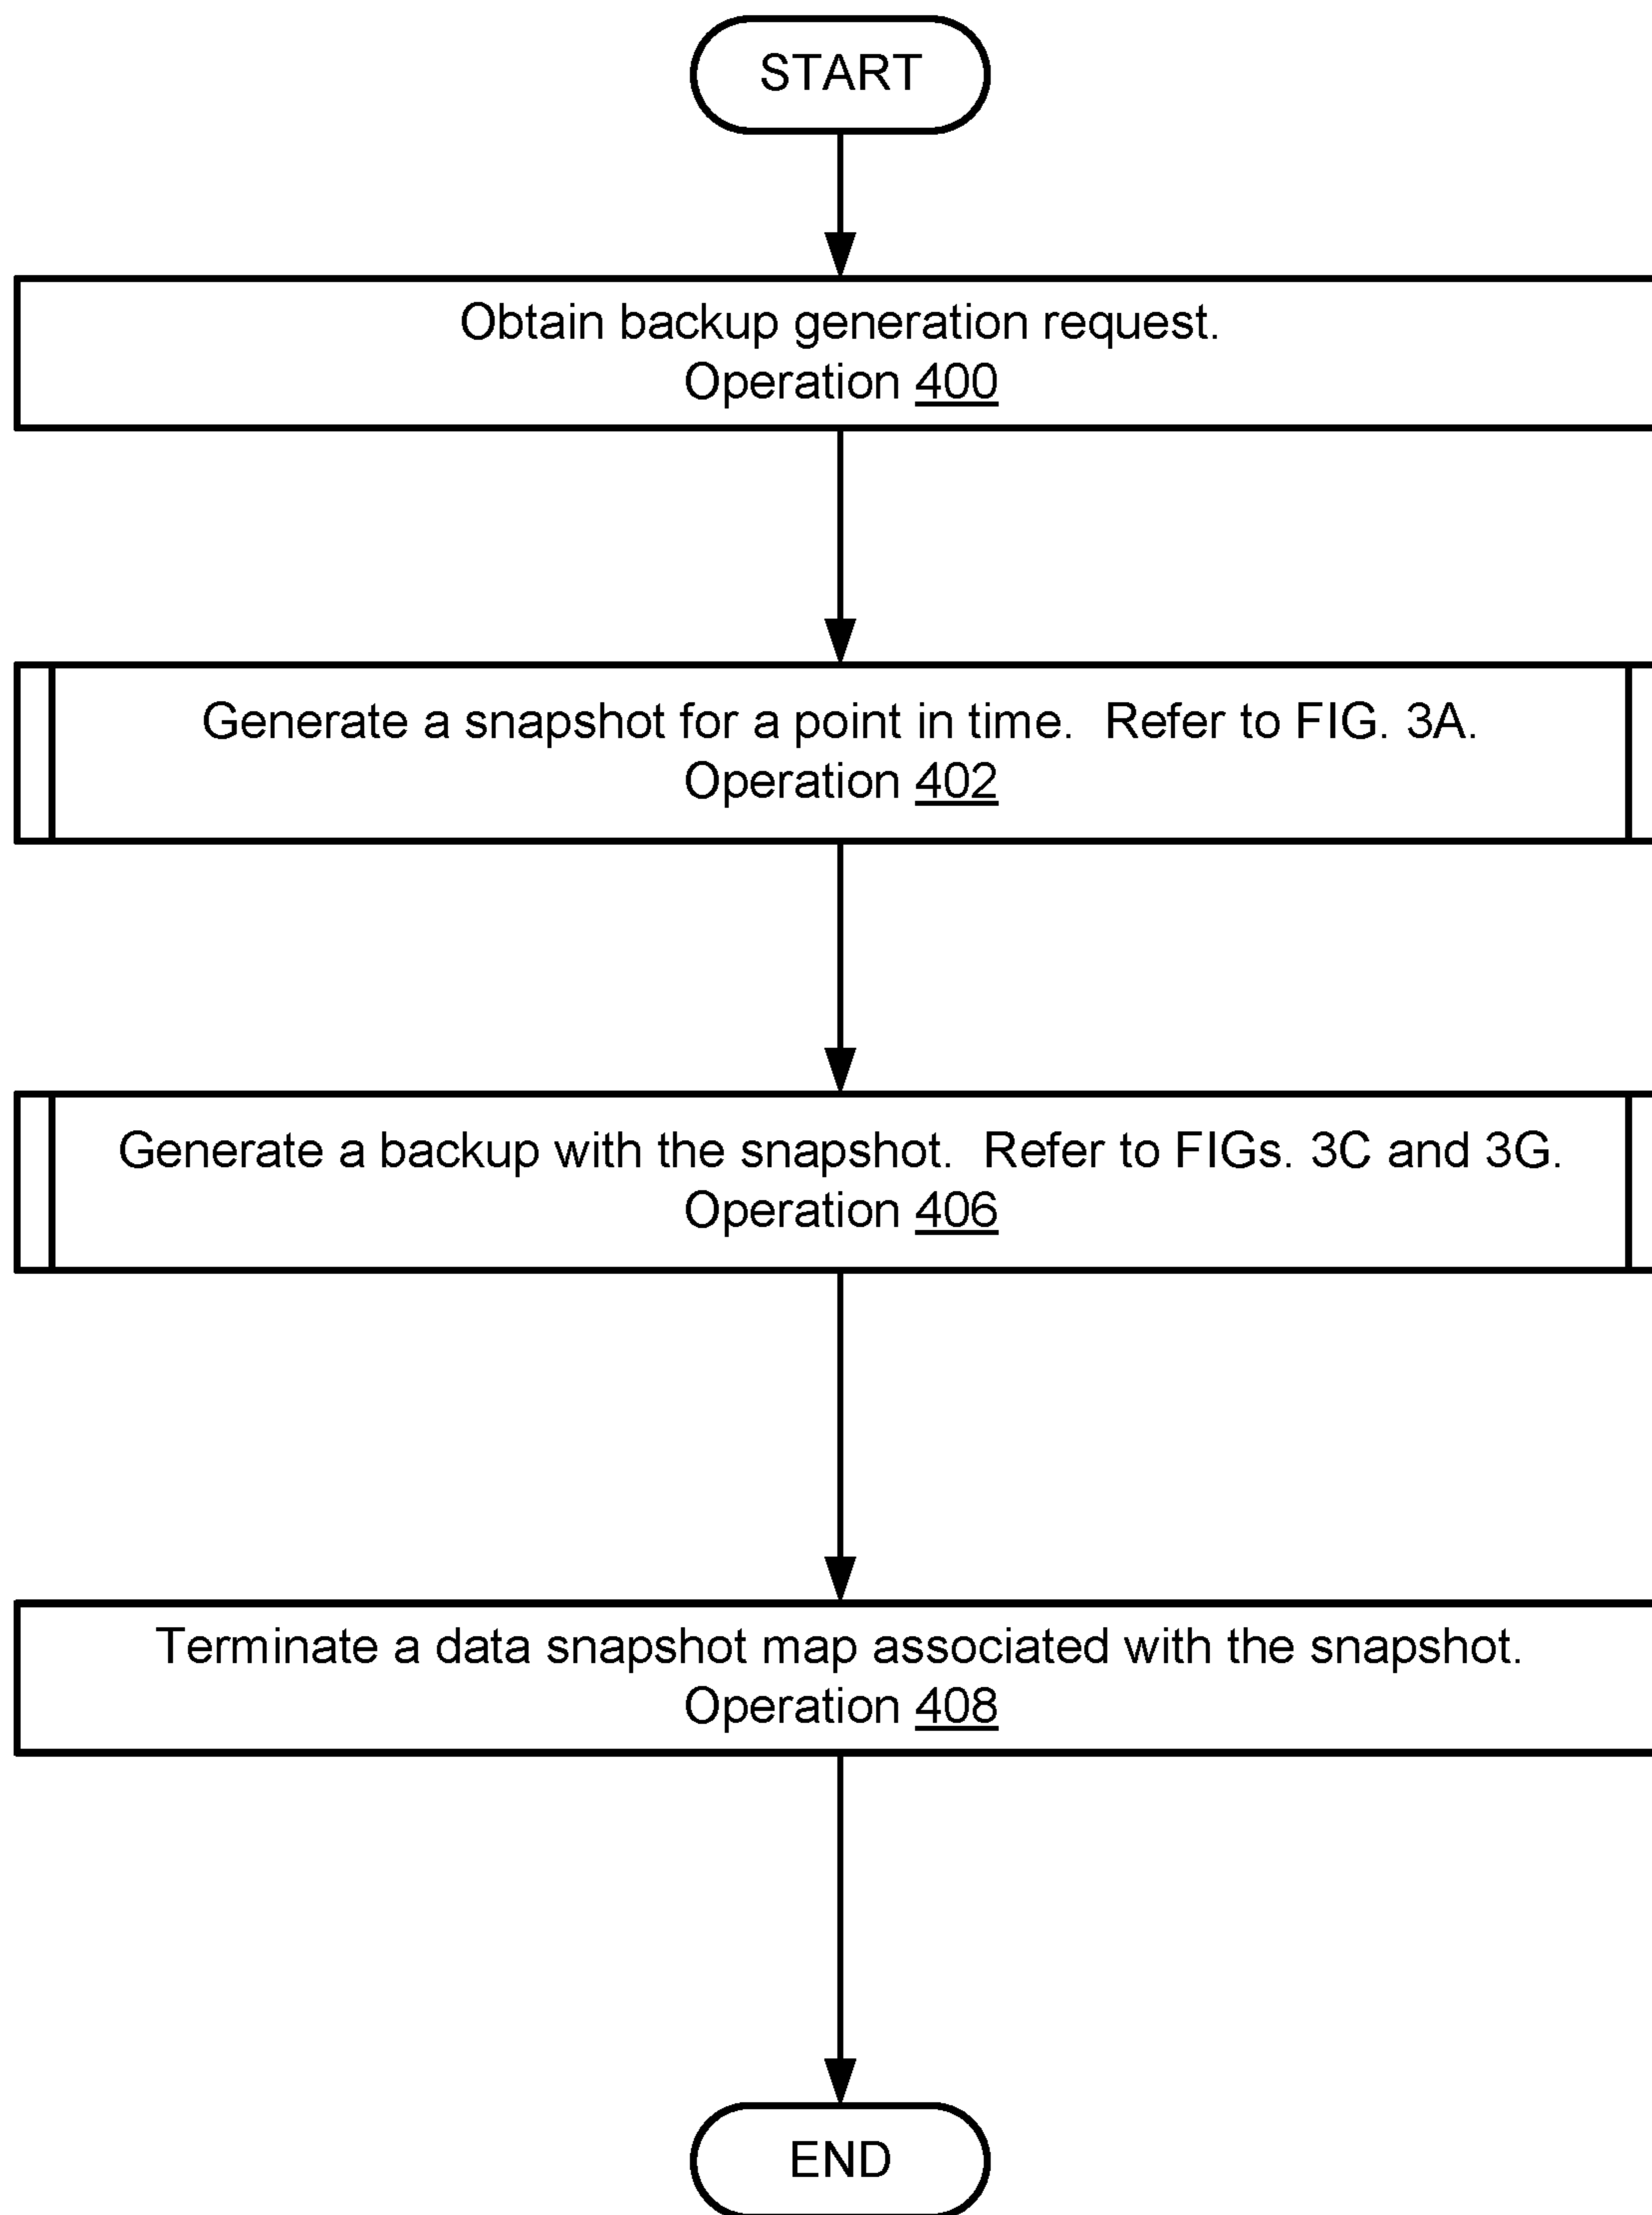 START
Obtain backup generation request.
Operation 400
Generate a snapshot for a point in time.  Refer to FIG. 3A.
Operation 402
Generate a backup with the snapshot.  Refer to FIGs. 3C and 3G.
Operation 406
Terminate a data snapshot map associated with the snapshot.
Operation 408
END